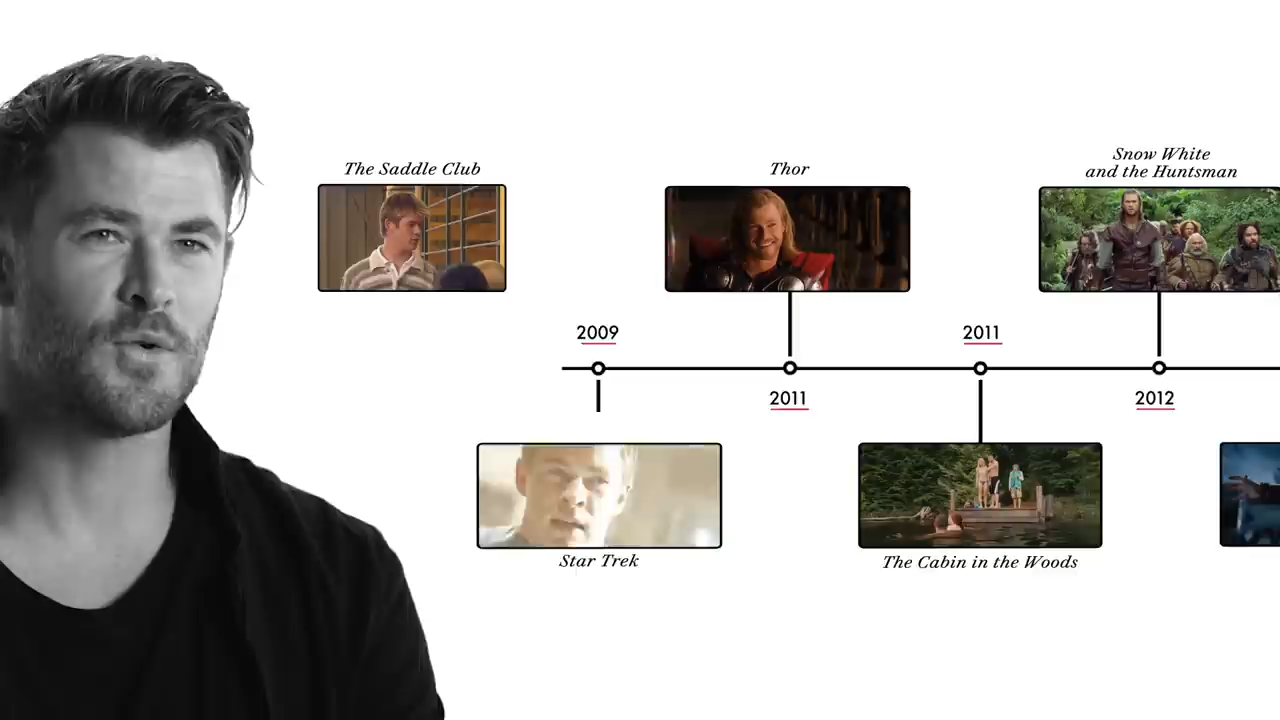 The Saddle Club
Thor
Snow White
and the Huntsman
2009
2011
2011
2012
Star Trek
The Cabin in the Woods